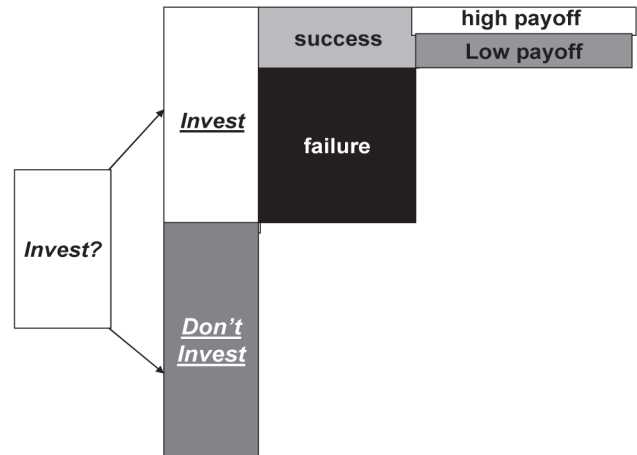 high payoff
success
Low payoff
Invest
failure
Invest?
Don't
Invest